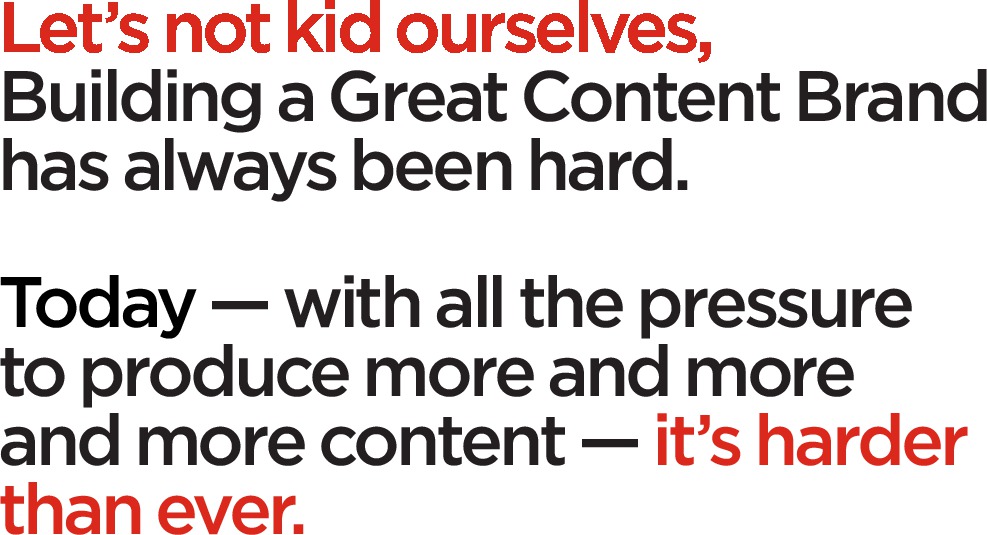 Let’s not kid ourselves,
Building a Great Content Brand
has always been hard.
Today — with all the pressure
to produce more and more
and more content — it’s harder
than ever.